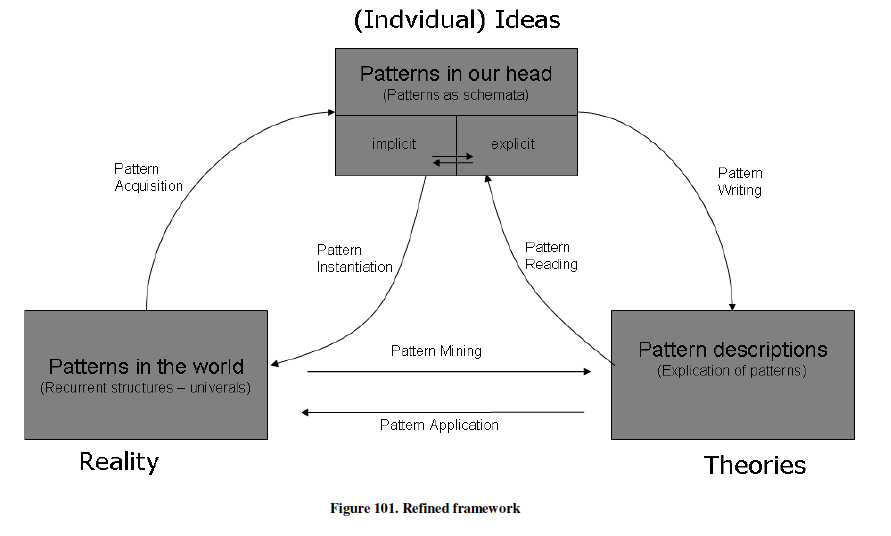 (Indvidual) Ideas
Patterns in our head
(Patterns as schemata)
implicit
explicit
Pattern
Acquisition
Pattern
Writing
Pattern
Instantiation
Pattern
Reading
Patterns in the world
(Recurrent structures – univerals)
Pattern Mining
Pattern descriptions
(Explication of patterns)
Pattern Application
Reality
Theories
Figure 101. Refined framework